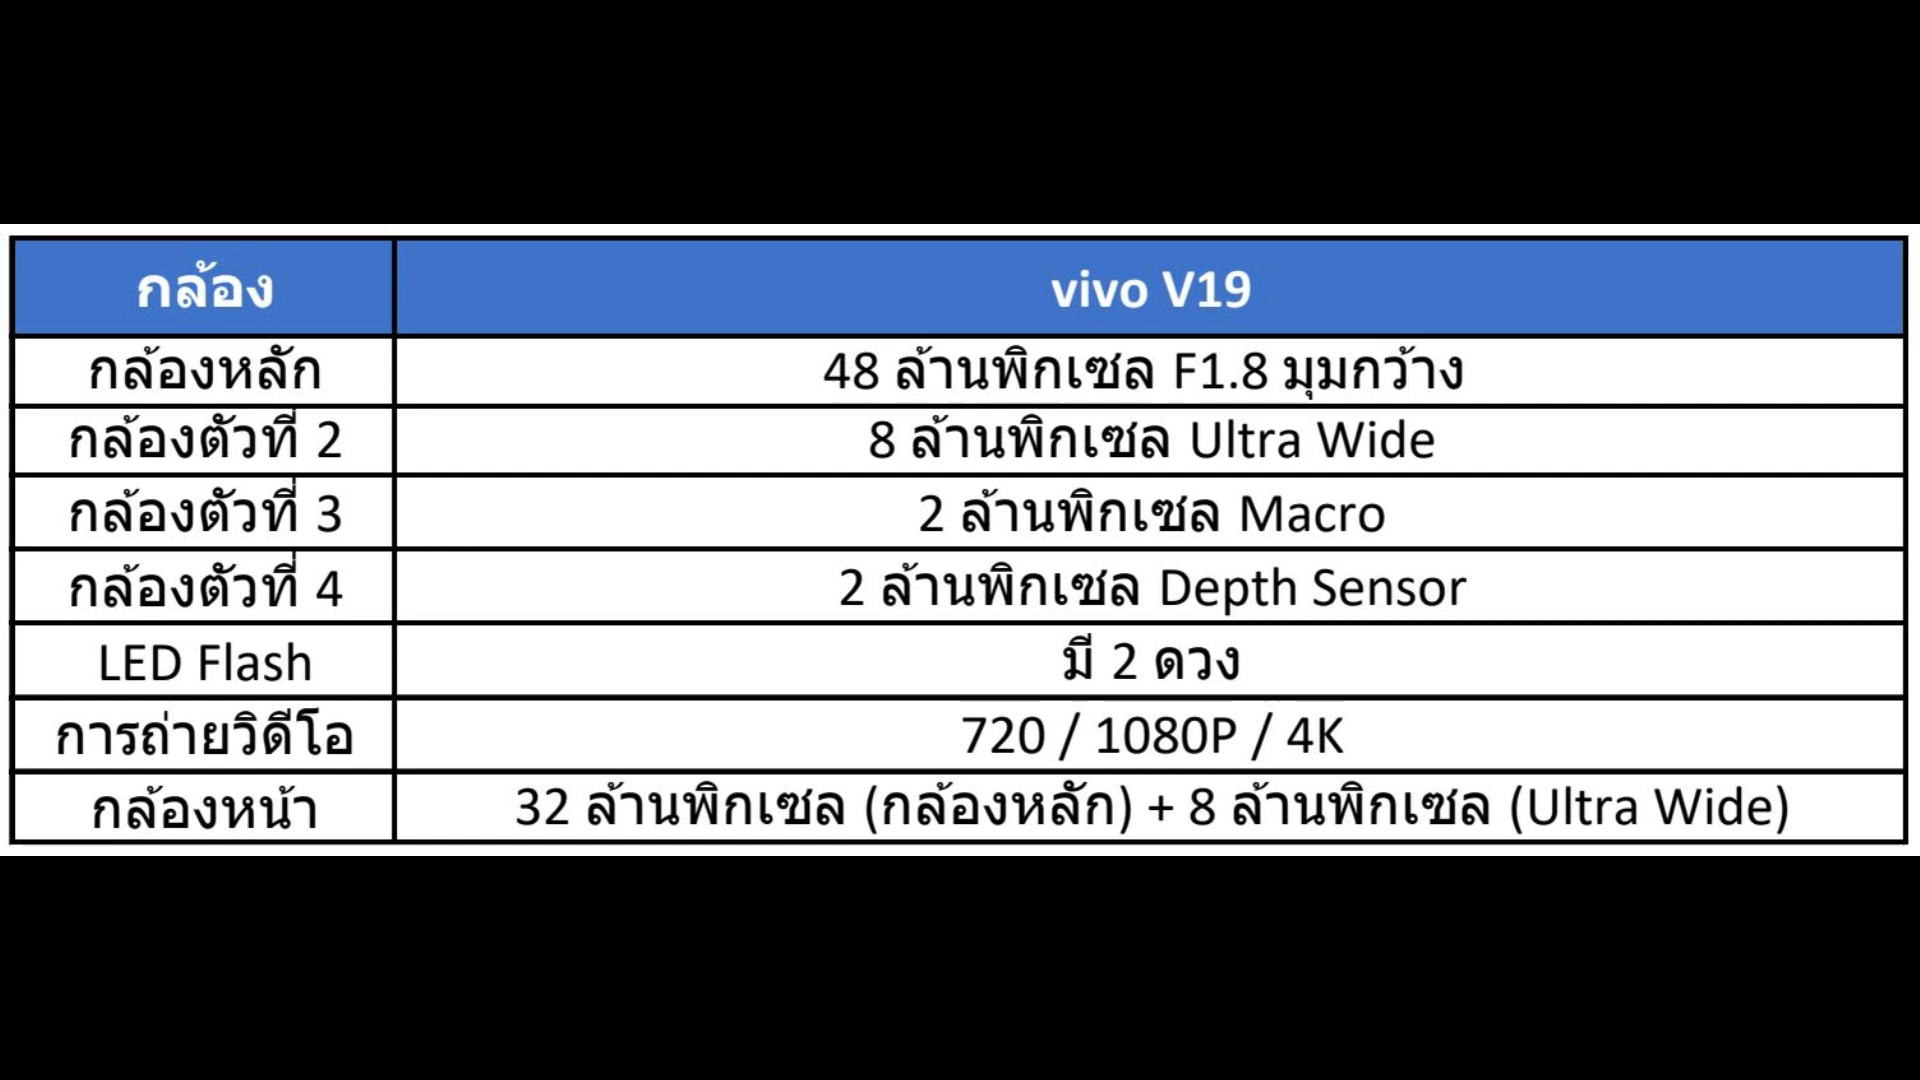 กล้อง vivo V19
กล้องหลัก 48 ล้านพิกเซล F1.8 มุมกว้าง
กล้องตัวที่ 2 8 ล้านพิกเซล Ultra Wide
กล้องตัวที่ 3 2 ล้านพิกเซล Macro
กล้องตัวที่ 4 2 ล้านพิกเซล Depth Sensor
LED Flash มี 2 ดวง
การถ่ายวิดีโอ 720 / 1080P / 4K
กล้องหน้า 32 ล้านพิกเซล (กล้องหลัก) + 8 ล้านพิกเซล (Ultra Wide)